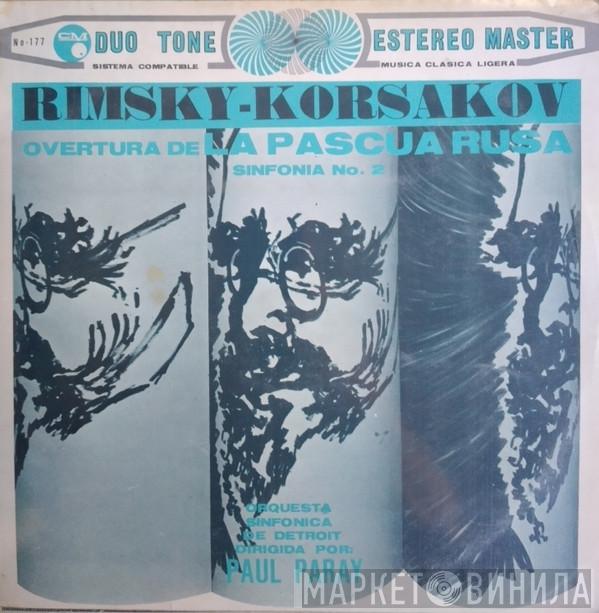 No-177 CM DUO TONE ESTEREO MASTER
SISTEMA COMPATIBLE MUSICA CLASICA LIGERA
RIMSKY-KORSAKOV
OVERTURA DE LA PASCUA RUSA
SINFONIA No. 2
ORQUESTA
SINFONICA
DE DETROIT
DIRIGIDA POR:
PAUL PARAY
МАРКЕТ ВИНИЛА